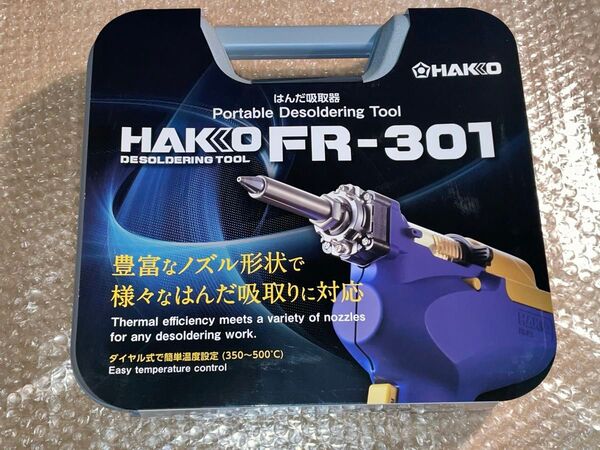 HAKKO
はんだ吸取器
Portable Desoldering Tool
HAKKO FR-301
DESOLDERING TOOL
豊富なノズル形状で
様々なはんだ吸取りに対応
Thermal efficiency meets a variety of nozzles
for any desoldering work.
ダイヤル式で簡単温度設定 (350~500℃)
Easy temperature control
HAKKO